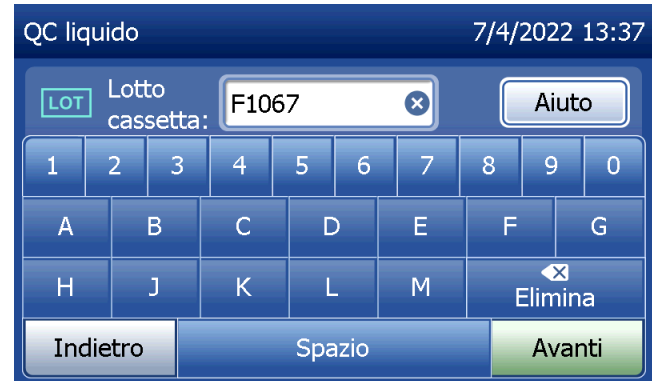 QC liquido 7/4/2022 13:37
LOT Lotto cassetta: F1067 Aiuto
1 2 3 4 5 6 7 8 9 0
A B C D E F G
H J K L M Elimina
Indietro Spazio Avanti